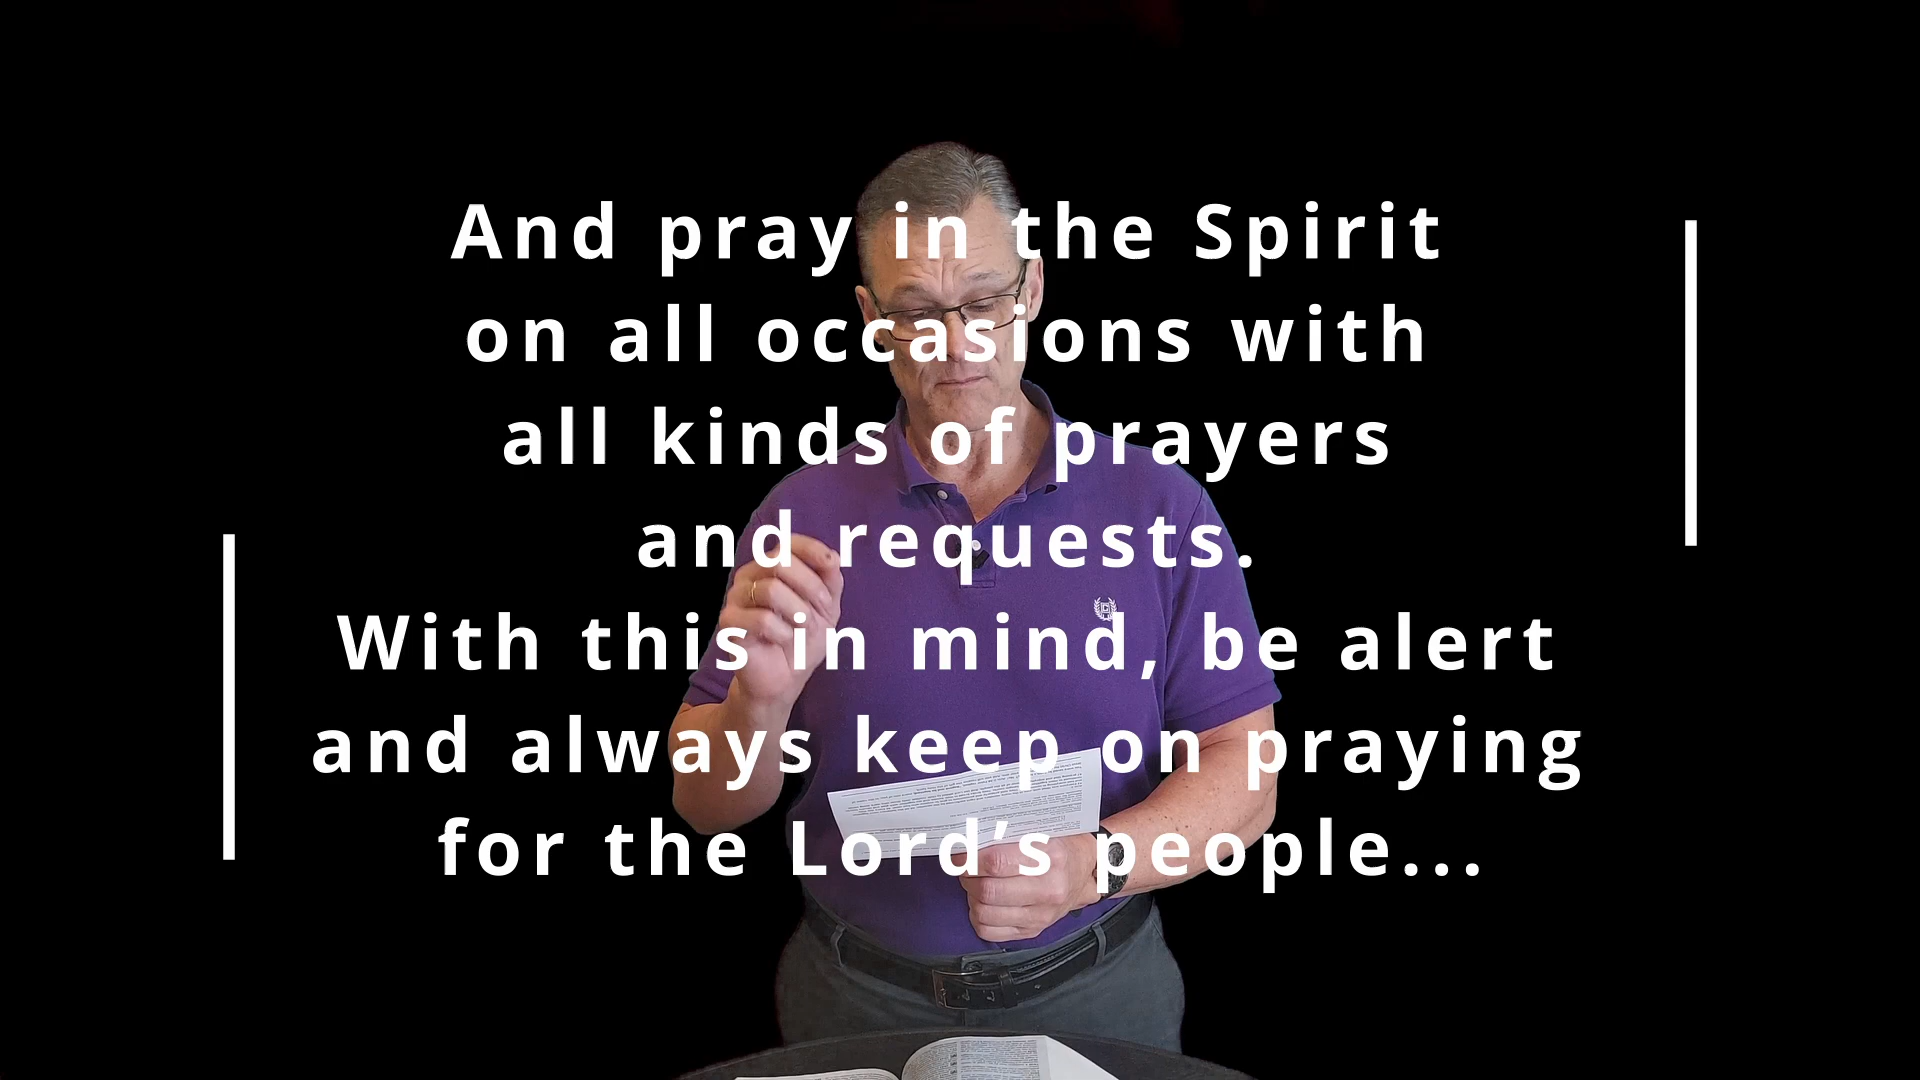 And pray in the Spirit
on all occasions with
all kinds of prayers
and requests.
With this in mind, be alert
and always keep on praying
for the Lord’s people...